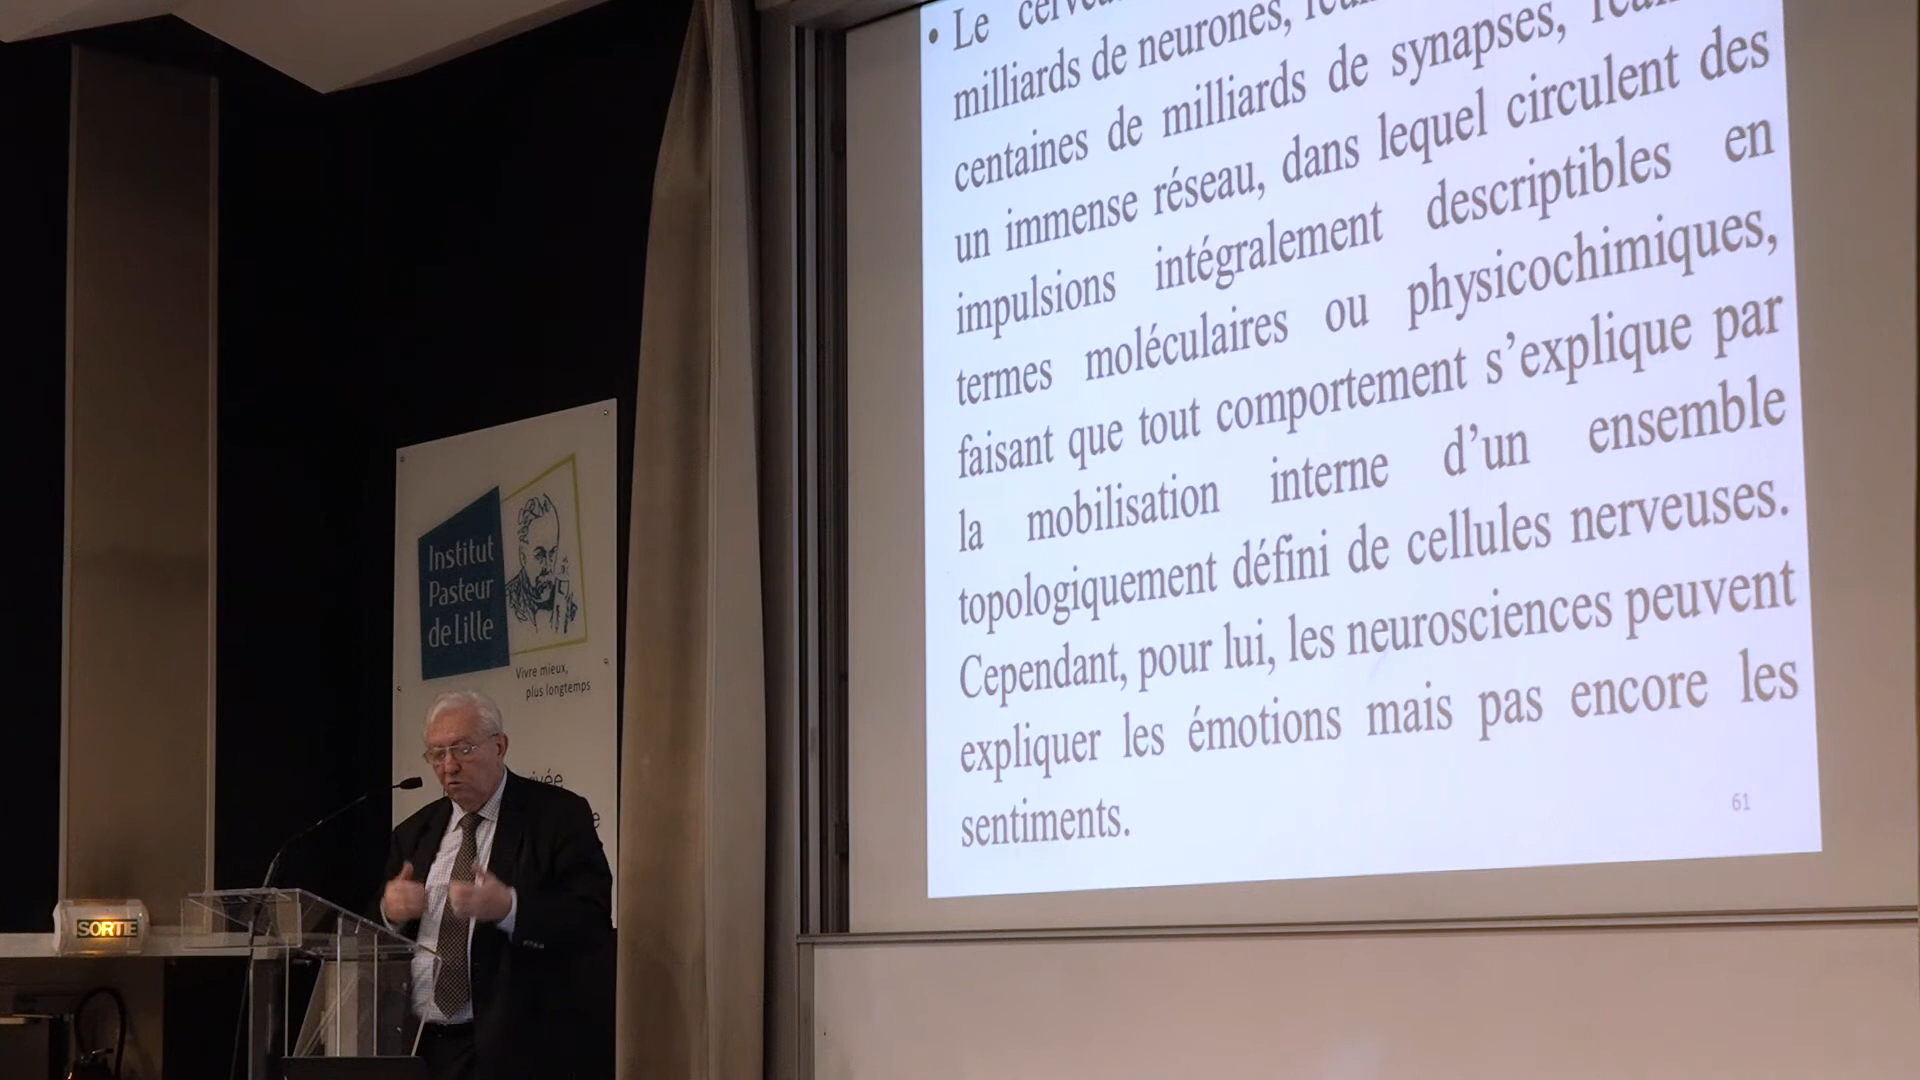 • Le
milliards de neurones,
centaines de milliards de synapses,
un immense réseau, dans lequel circulent des
impulsions intégralement descriptibles en
termes moléculaires ou physicochimiques,
faisant que tout comportement s’explique par
la mobilisation interne d’un ensemble
topologiquement défini de cellules nerveuses.
Cependant, pour lui, les neurosciences peuvent
expliquer les émotions mais pas encore les
sentiments.
61
Institut
Pasteur
de Lille
Vivre mieux,
plus longtemps
SORTIE